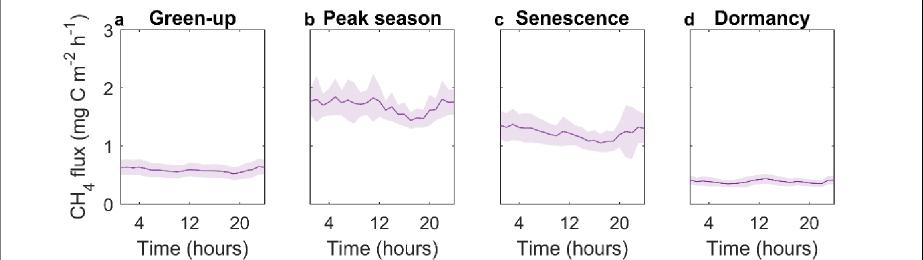 a Green-up
b Peak season
c Senescence
d Dormancy
CH4 flux (mg C m−2 h−1)
3
2
1
0
4 12 20
4 12 20
4 12 20
4 12 20
Time (hours)
Time (hours)
Time (hours)
Time (hours)